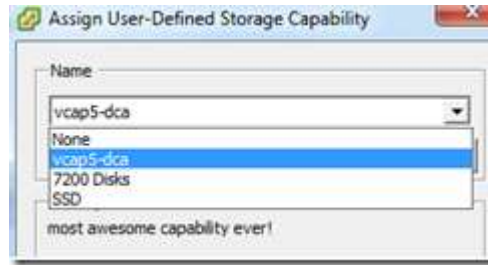 Assign User-Defined Storage Capability
Name
vcap5-dca
None
vcap5-dca
7200 Disks
SSD
most awesome capability ever!